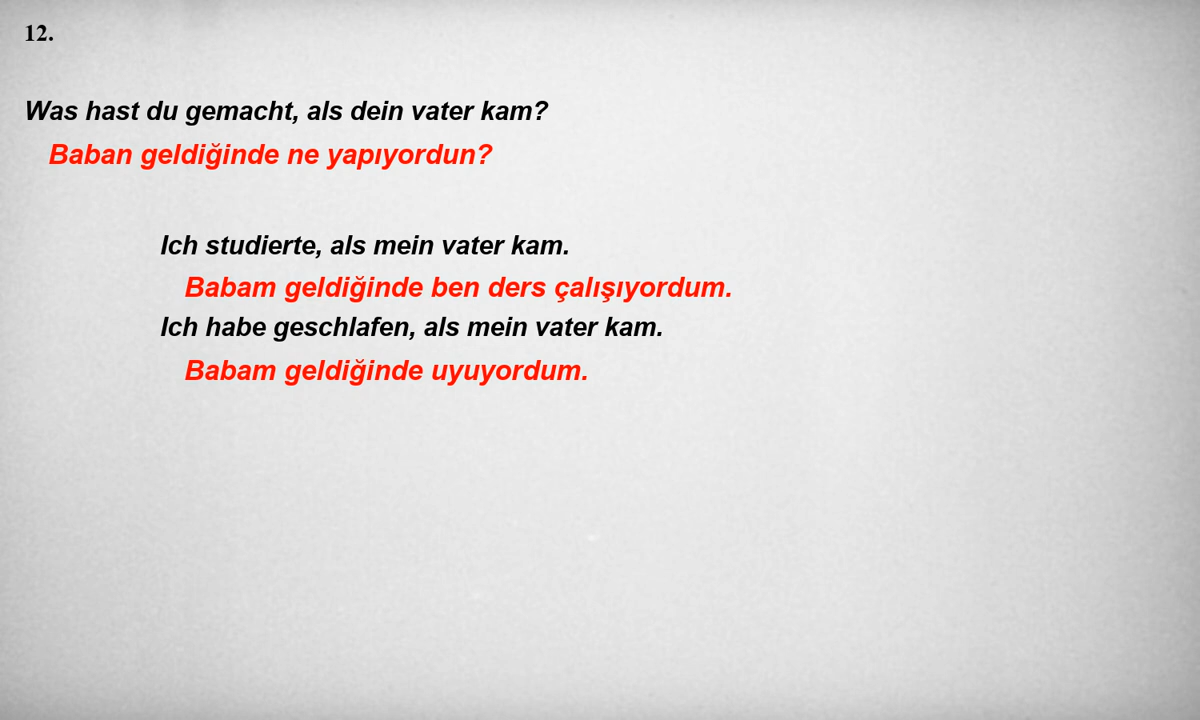 12.
Was hast du gemacht, als dein vater kam?
Baban geldiğinde ne yapıyordun?
Ich studierte, als mein vater kam.
Babam geldiğinde ben ders çalışıyordum.
Ich habe geschlafen, als mein vater kam.
Babam geldiğinde uyuyordum.